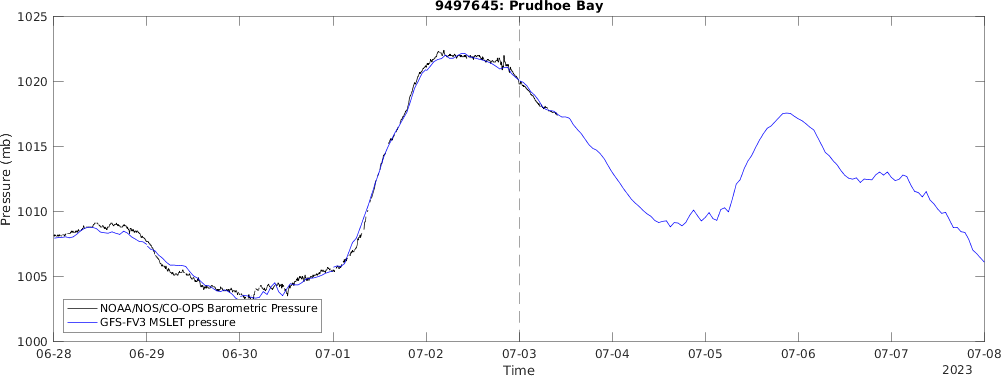 9497645: Prudhoe Bay
Pressure (mb)
1025
1020
1015
1010
1005
1000
NOAA/NOS/CO-OPS Barometric Pressure
GFS-FV3 MSLET pressure
06-28 06-29 06-30 07-01 07-02 07-03 07-04 07-05 07-06 07-07 07-08
Time
2023